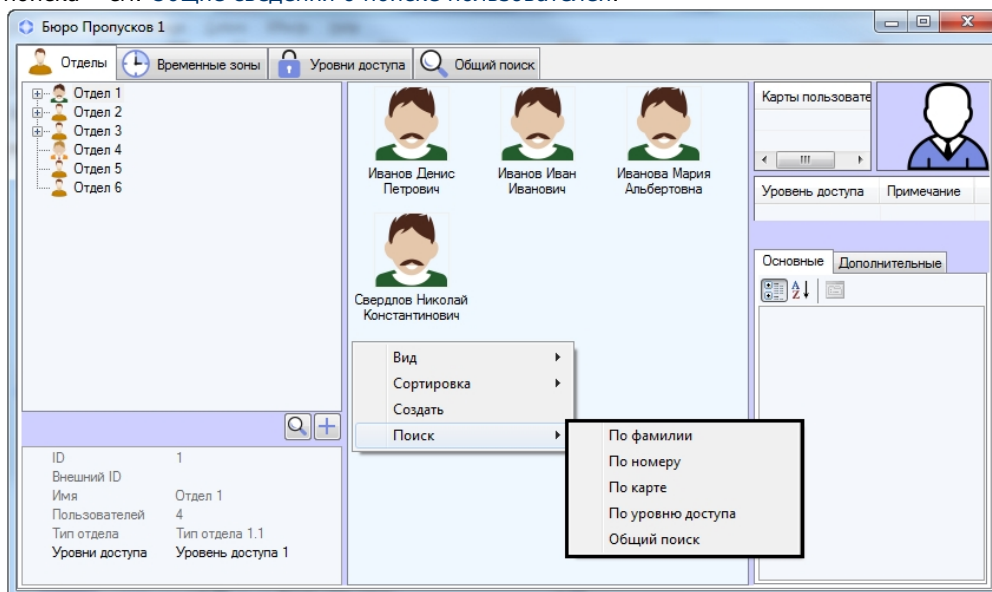 Общие сведения о поиске пользователей.
Бюро Пропусков 1
Отделы Временные зоны Уровни доступа Общий поиск
Отдел 1
Отдел 2
Отдел 3
Отдел 4
Отдел 5
Отдел 6
Иванов Денис
Петрович
Иванов Иван
Иванович
Иванова Мария
Альбертовна
Свердлов Николай
Константинович
Вид
Сортировка
Создать
Поиск
По фамилии
По номеру
По карте
По уровню доступа
Общий поиск
Карты пользовате
Уровень доступа Примечание
Основные Дополнительные
ID 1
Внешний ID
Имя Отдел 1
Пользователей 4
Тип отдела Тип отдела 1.1
Уровни доступа Уровень доступа 1